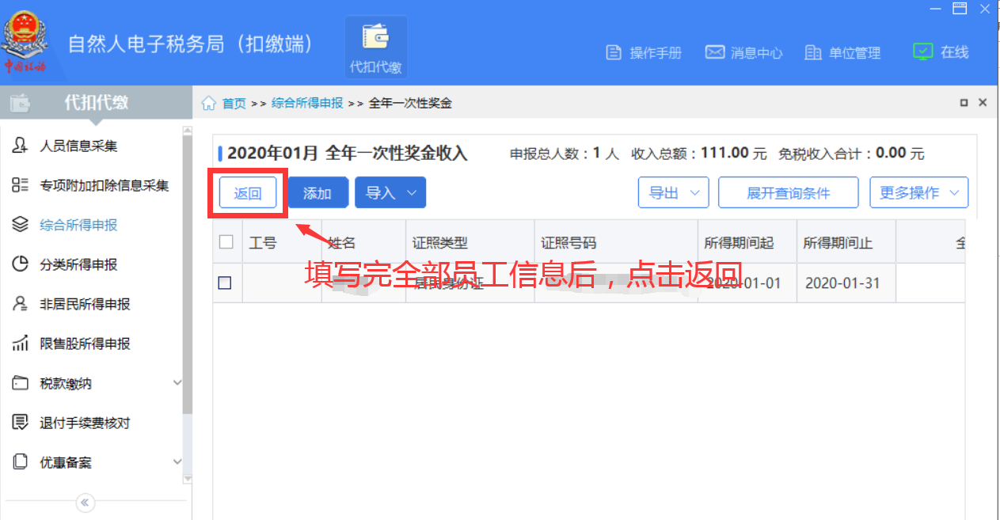 中国税务
自然人电子税务局（扣缴端）
代扣代缴
操作手册
消息中心
单位管理
在线
代扣代缴
首页 >> 综合所得申报 >> 全年一次性奖金
人员信息采集
专项附加扣除信息采集
综合所得申报
分类所得申报
非居民所得申报
限售股所得申报
税款缴纳
退付手续费核对
优惠备案
2020年01月 全年一次性奖金收入
申报总人数：1 人 收入总额：111.00 元 免税收入合计：0.00 元
返回
添加
导入
导出
展开查询条件
更多操作
工号 姓名 证照类型 证照号码 所得期间起 所得期间止 全
居民身份证 2020-01-01 2020-01-31
填写完全部员工信息后，点击返回